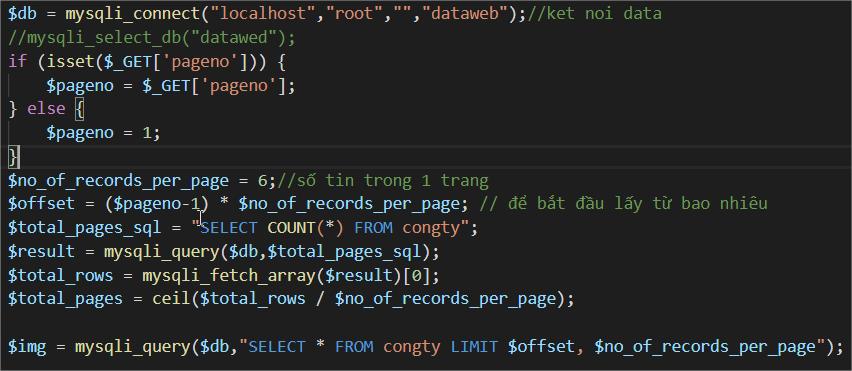 $db = mysqli_connect("localhost","root","","dataweb");//ket noi data
//mysqli_select_db("datawed");
if (isset($_GET['pageno'])) {
    $pageno = $_GET['pageno'];
} else {
    $pageno = 1;
}
$no_of_records_per_page = 6;//số tin trong 1 trang
$offset = ($pageno-1) * $no_of_records_per_page; // để bắt đầu lấy từ bao nhiêu
$total_pages_sql = "SELECT COUNT(*) FROM congty";
$result = mysqli_query($db,$total_pages_sql);
$total_rows = mysqli_fetch_array($result)[0];
$total_pages = ceil($total_rows / $no_of_records_per_page);
$img = mysqli_query($db,"SELECT * FROM congty LIMIT $offset, $no_of_records_per_page");